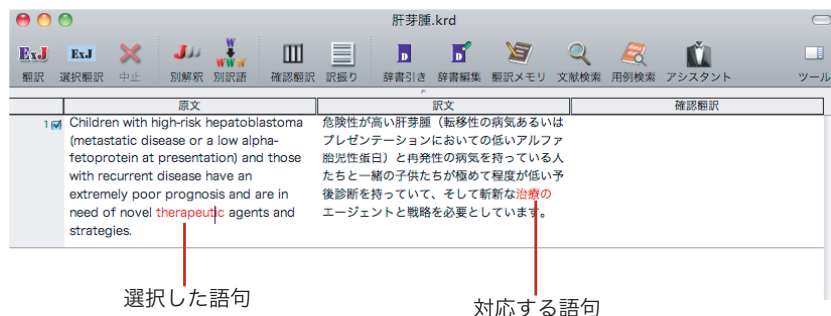 肝芽腫.krd
ExJ ExJ
翻訳 選択翻訳 中止 別解釈 別訳語 確認翻訳 訳振り 辞書引き 辞書編集 翻訳メモリ 文献検索 用例検索 アシスタント ツール
原文 訳文 確認翻訳
1 Children with high-risk hepatoblastoma
(metastatic disease or a low alpha-
fetoprotein at presentation) and those
with recurrent disease have an
extremely poor prognosis and are in
need of novel therapeutic agents and
strategies.
危険性が高い肝芽腫（転移性の病気あるいは
プレゼンテーションにおいての低いアルファ
胎児性蛋白）と再発性の病気を持っている人
たちと一緒の子供たちが極めて程度が低い予
後診断を持っていて、そして斬新な治療の
エージェントと戦略を必要としています。
選択した語句
対応する語句